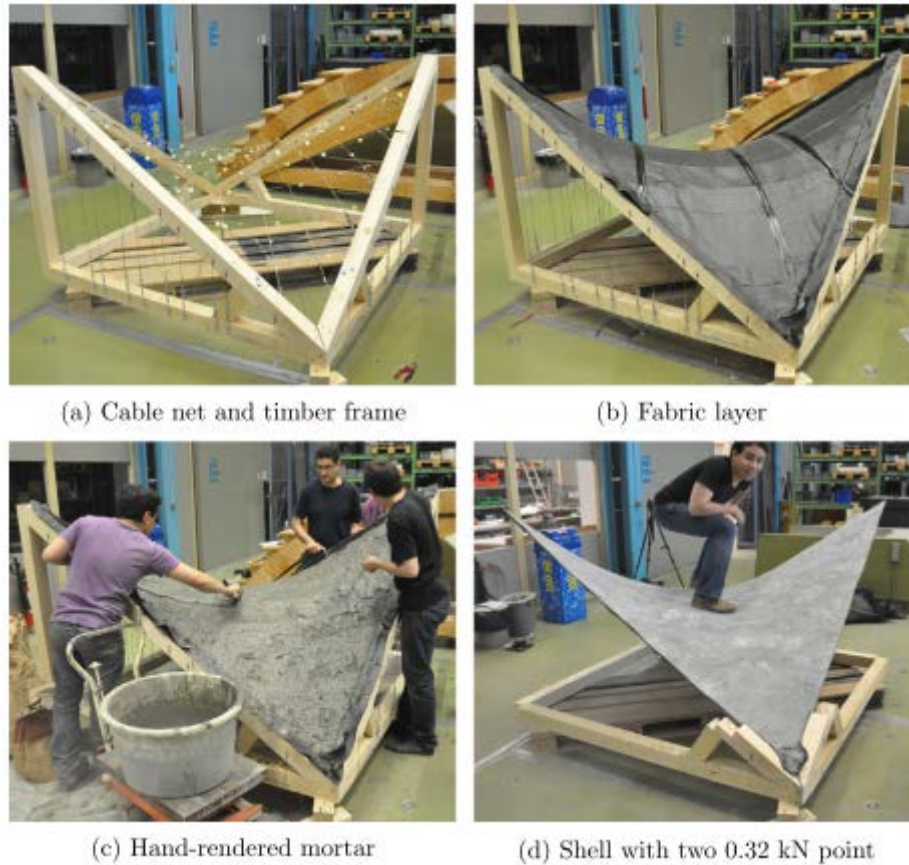 (a) Cable net and timber frame
(b) Fabric layer
(c) Hand-rendered mortar
(d) Shell with two 0.32 kN point